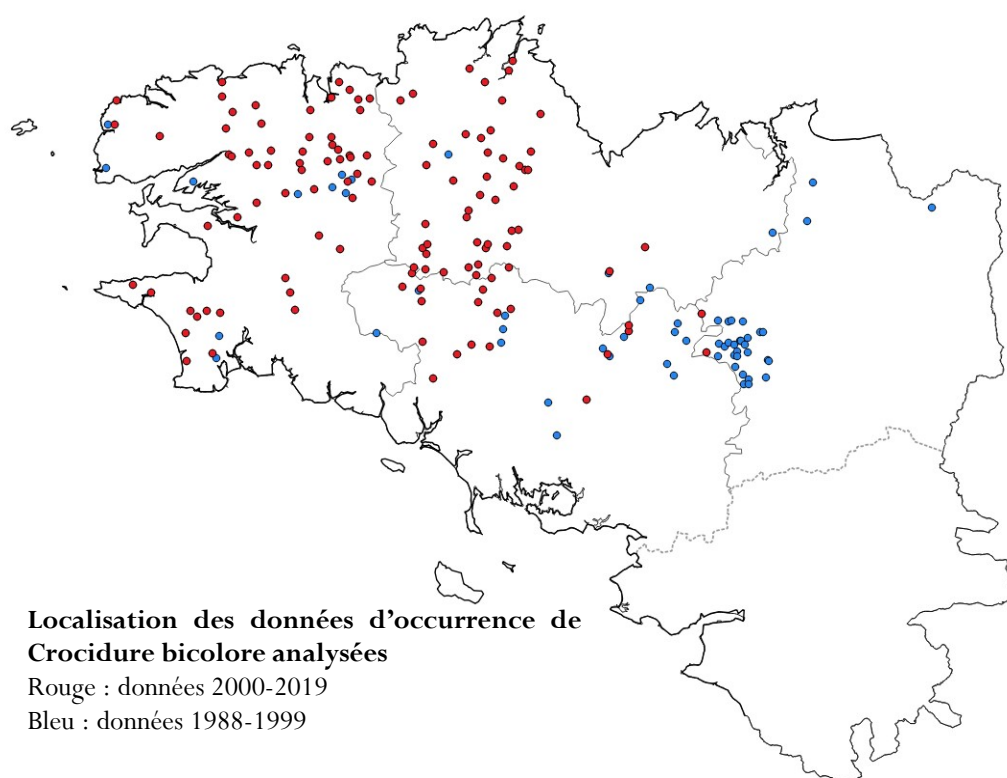 Localisation des données d’occurrence de
Crocidure bicolore analysées
Rouge : données 2000-2019
Bleu : données 1988-1999